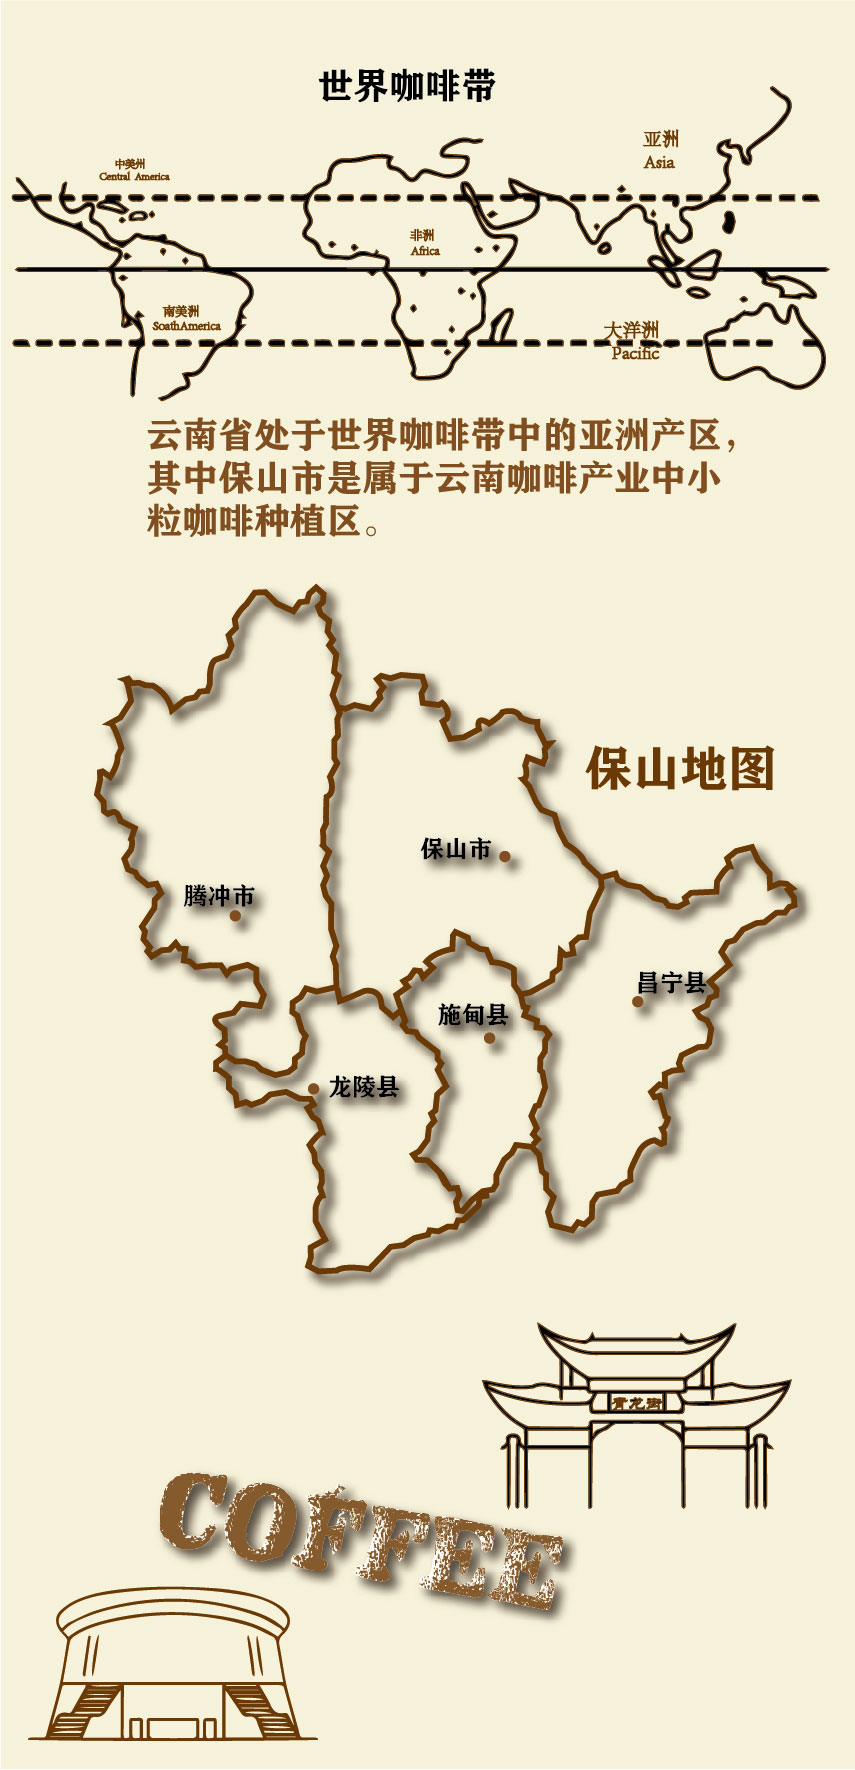 世界咖啡带
中美州
Central America
亚洲
Asia
非洲
Africa
南美洲
SoathAmerica
大洋洲
Pacific
云南省处于世界咖啡带中的亚洲产区，
其中保山市是属于云南咖啡产业中小
粒咖啡种植区。
保山地图
保山市
腾冲市
昌宁县
施甸县
龙陵县
青龙街
COFFEE